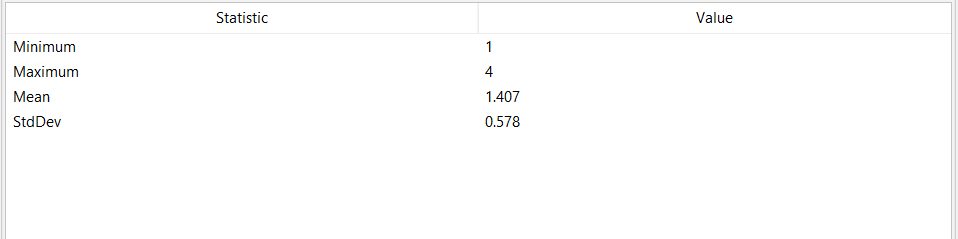 Statistic Value
Minimum 1
Maximum 4
Mean 1.407
StdDev 0.578